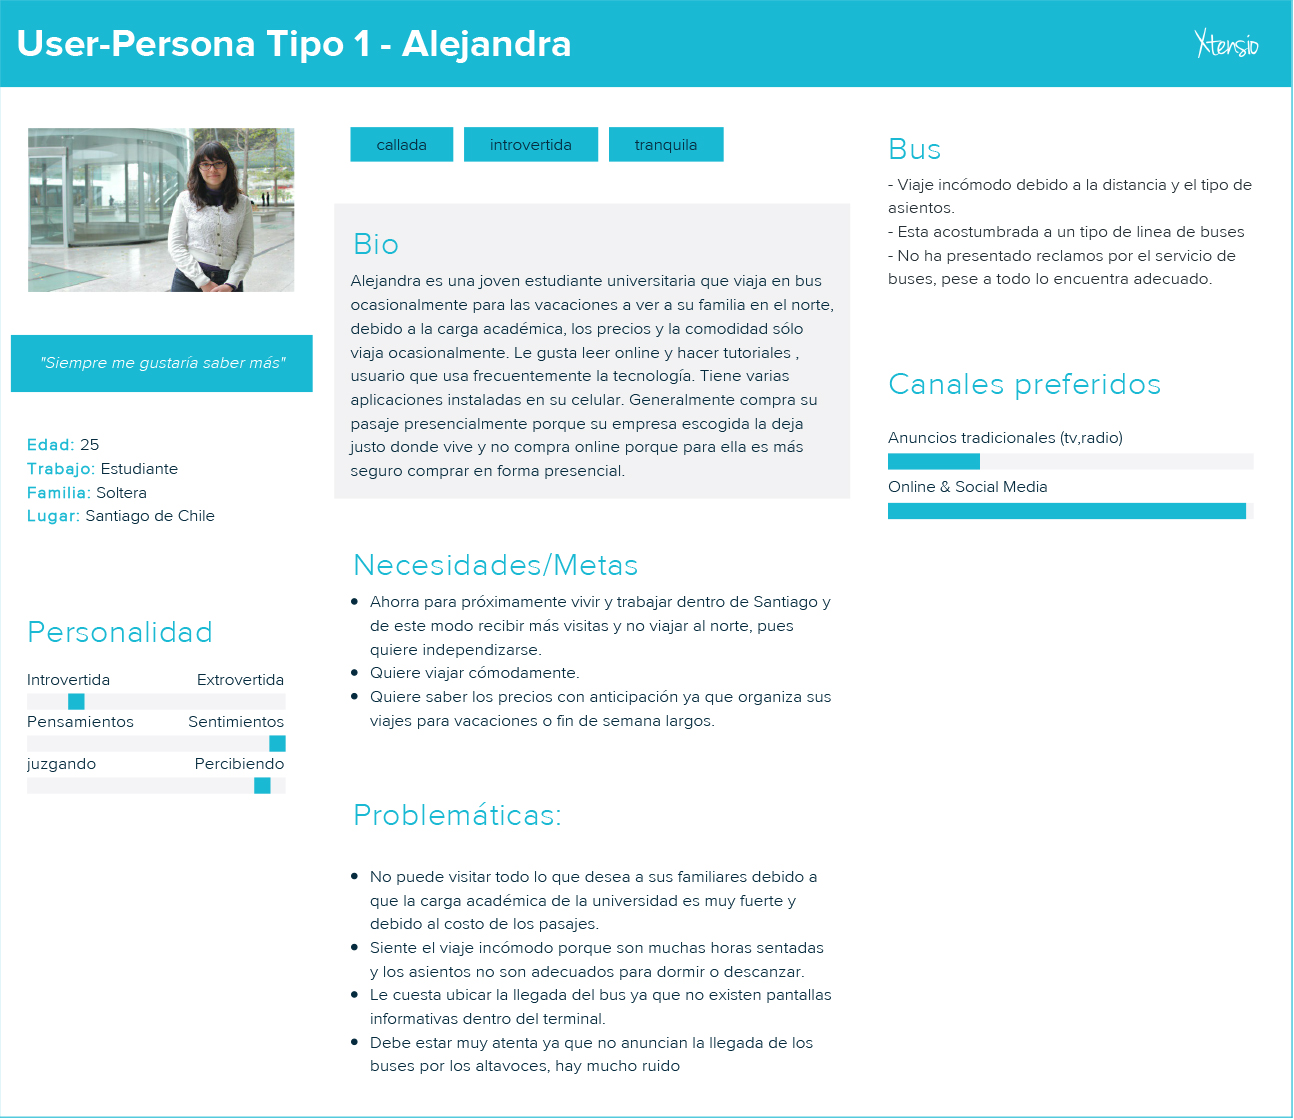 User-Persona Tipo 1 - Alejandra
Xtensio
"Siempre me gustaría saber más"
Edad: 25
Trabajo: Estudiante
Familia: Soltera
Lugar: Santiago de Chile
Personalidad
Introvertida Extrovertida
Pensamientos Sentimientos
juzgando Percibiendo
callada introvertida tranquila
Bio
Alejandra es una joven estudiante universitaria que viaja en bus
ocasionalmente para las vacaciones a ver a su familia en el norte,
debido a la carga académica, los precios y la comodidad sólo
viaja ocasionalmente. Le gusta leer online y hacer tutoriales ,
usuario que usa frecuentemente la tecnología. Tiene varias
aplicaciones instaladas en su celular. Generalmente compra su
pasaje presencialmente porque su empresa escogida la deja
justo donde vive y no compra online porque para ella es más
seguro comprar en forma presencial.
Necesidades/Metas
• Ahorra para próximamente vivir y trabajar dentro de Santiago y
de este modo recibir más visitas y no viajar al norte, pues
quiere independizarse.
• Quiere viajar cómodamente.
• Quiere saber los precios con anticipación ya que organiza sus
viajes para vacaciones o fin de semana largos.
Problemáticas:
• No puede visitar todo lo que desea a sus familiares debido a
que la carga académica de la universidad es muy fuerte y
debido al costo de los pasajes.
• Siente el viaje incómodo porque son muchas horas sentadas
y los asientos no son adecuados para dormir o descanzar.
• Le cuesta ubicar la llegada del bus ya que no existen pantallas
informativas dentro del terminal.
• Debe estar muy atenta ya que no anuncian la llegada de los
buses por los altavoces, hay mucho ruido
Bus
- Viaje incómodo debido a la distancia y el tipo de
asientos.
- Esta acostumbrada a un tipo de linea de buses
- No ha presentado reclamos por el servicio de
buses, pese a todo lo encuentra adecuado.
Canales preferidos
Anuncios tradicionales (tv,radio)
Online & Social Media